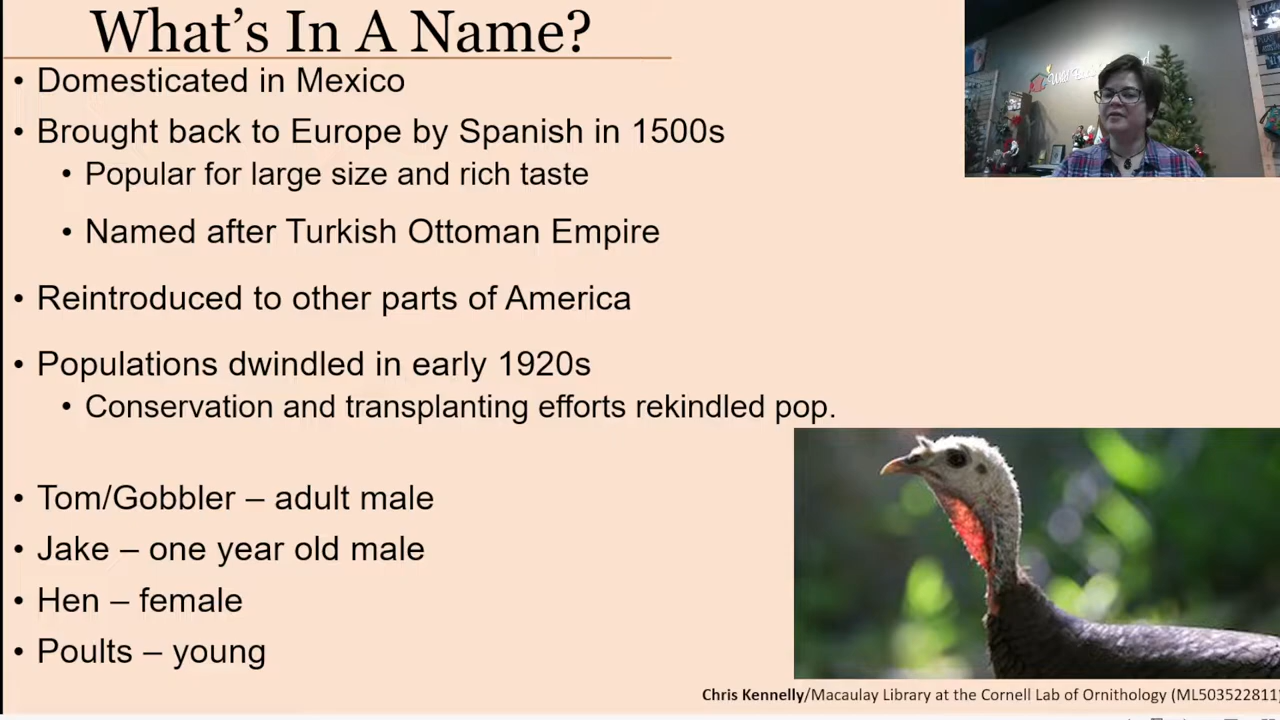 What's In A Name?
• Domesticated in Mexico
• Brought back to Europe by Spanish in 1500s
• Popular for large size and rich taste
• Named after Turkish Ottoman Empire
• Reintroduced to other parts of America
• Populations dwindled in early 1920s
• Conservation and transplanting efforts rekindled pop.
• Tom/Gobbler – adult male
• Jake – one year old male
• Hen – female
• Poults – young
Chris Kennelly/Macaulay Library at the Cornell Lab of Ornithology (ML503522811)